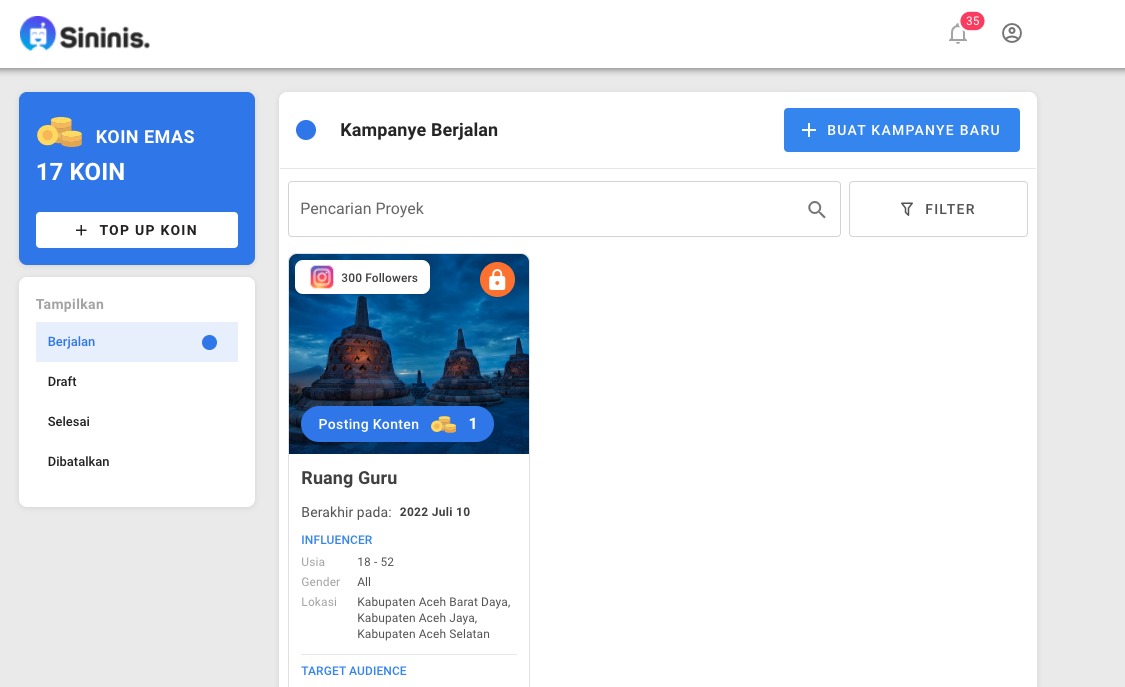 Sininis.
35
KOIN EMAS
17 KOIN
TOP UP KOIN
Tampilkan
Berjalan
Draft
Selesai
Dibatalkan
Kampanye Berjalan
BUAT KAMPANYE BARU
Pencarian Proyek
FILTER
300 Followers
Posting Konten 1
Ruang Guru
Berakhir pada: 2022 Juli 10
INFLUENCER
Usia 18 - 52
Gender All
Lokasi Kabupaten Aceh Barat Daya,
Kabupaten Aceh Jaya,
Kabupaten Aceh Selatan
TARGET AUDIENCE